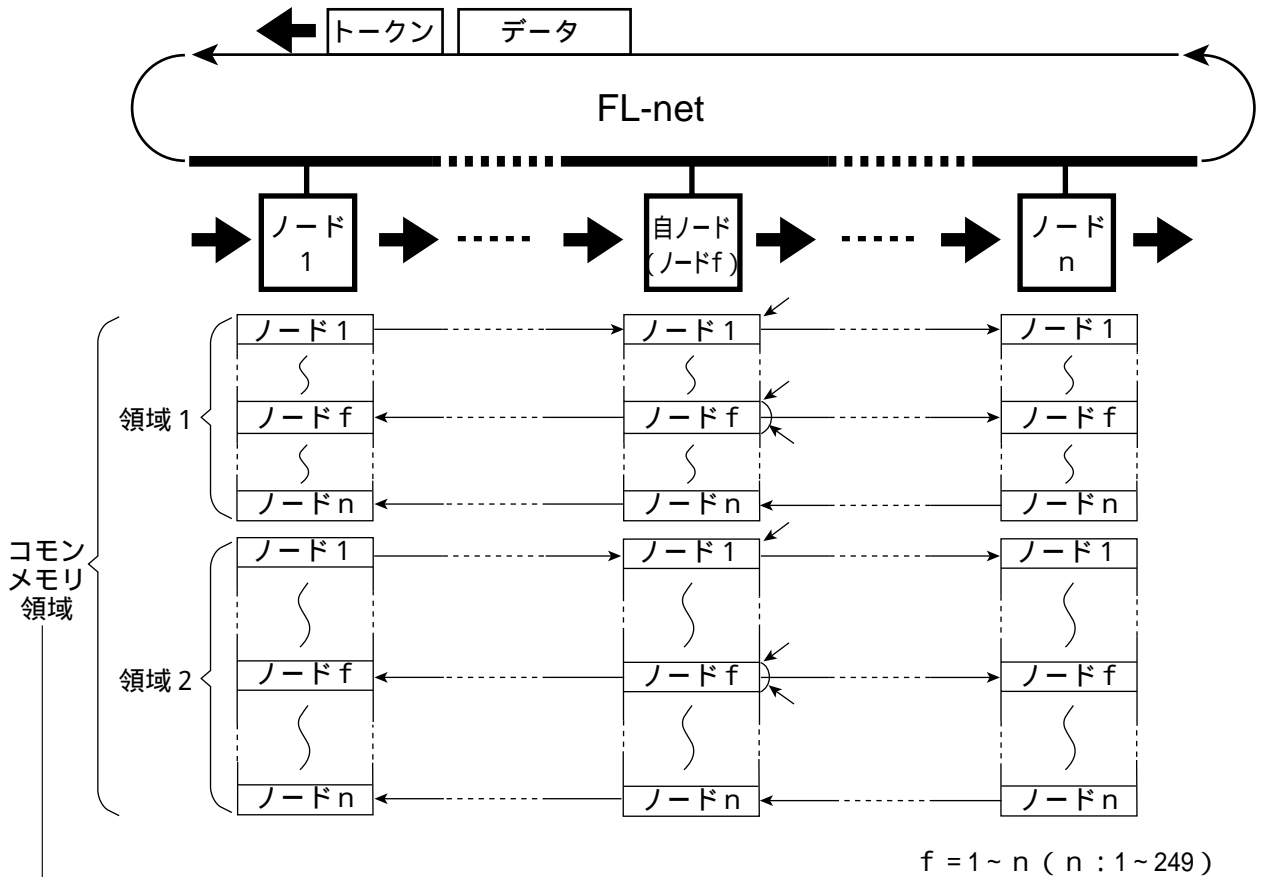 トークン データ
FL-net
ノード
1
‥‥‥
自ノード
(ノードf)
‥‥‥
ノード
n
ノード1 ノード1 ノード1
領域1
ノードf ノードf ノードf
ノードn ノードn ノードn
ノード1 ノード1 ノード1
コモン
メモリ
領域
領域2
ノードf ノードf ノードf
ノードn ノードn ノードn
f=1~n(n:1~249)